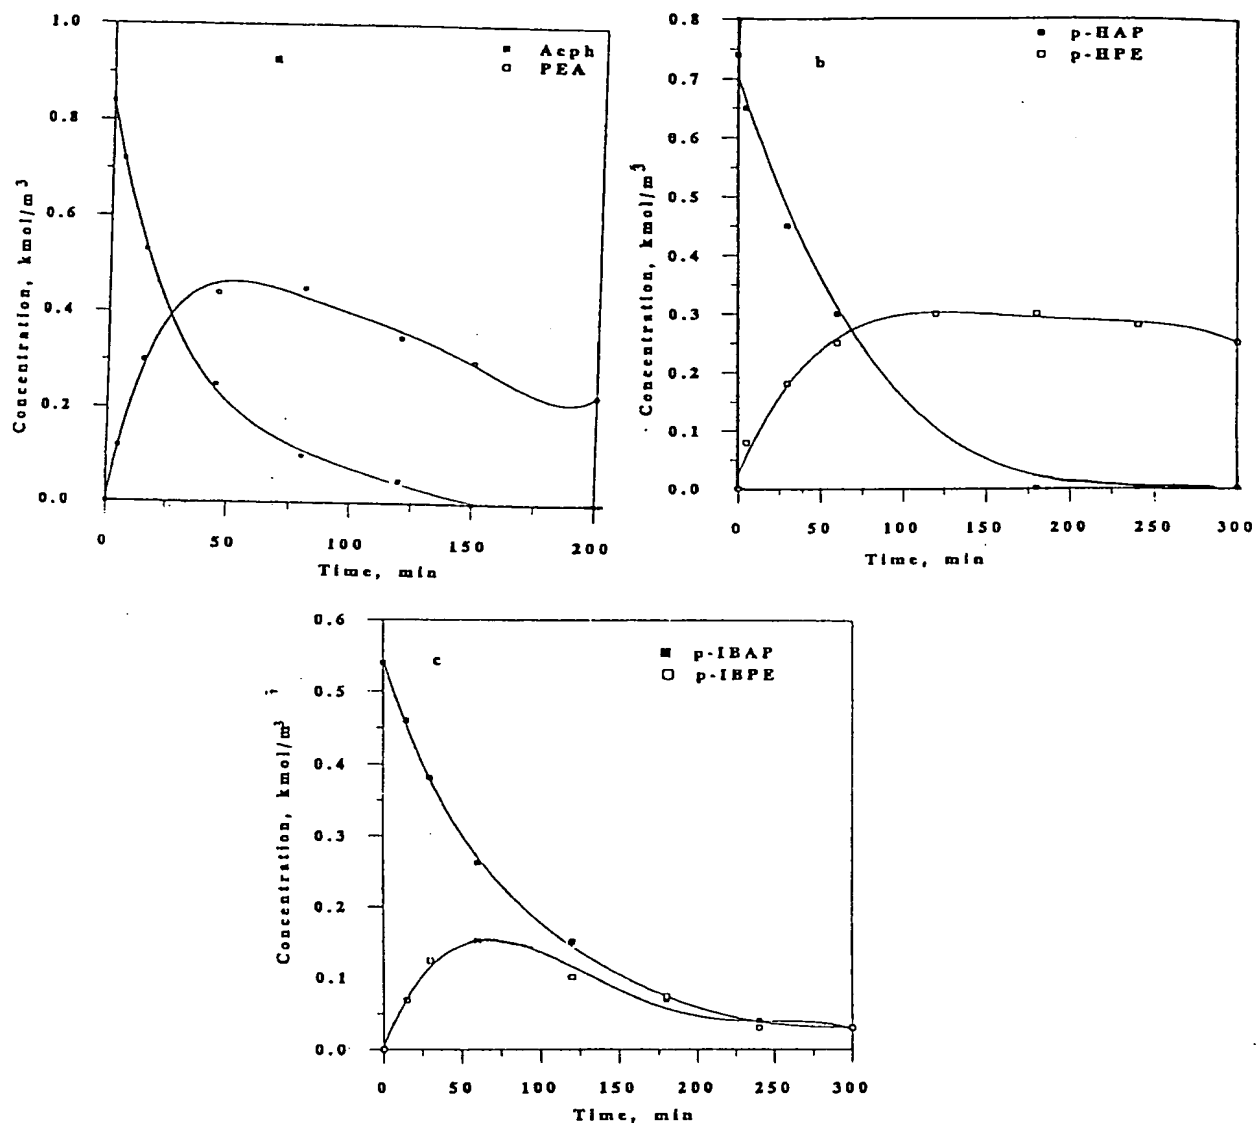 a
Acph
PEA
1.0
0.8
0.6
0.4
0.2
0.0
Concentration, kmol/m³
0 50 100 150 200
Time, min
b
p-HAP
p-HPE
0.8
0.7
0.6
0.5
0.4
0.3
0.2
0.1
0.0
Concentration, kmol/m³
0 50 100 150 200 250 300
Time, min
c
p-IBAP
p-IBPE
0.6
0.5
0.4
0.3
0.2
0.1
0.0
Concentration, kmol/m³
0 50 100 150 200 250 300
Time, min